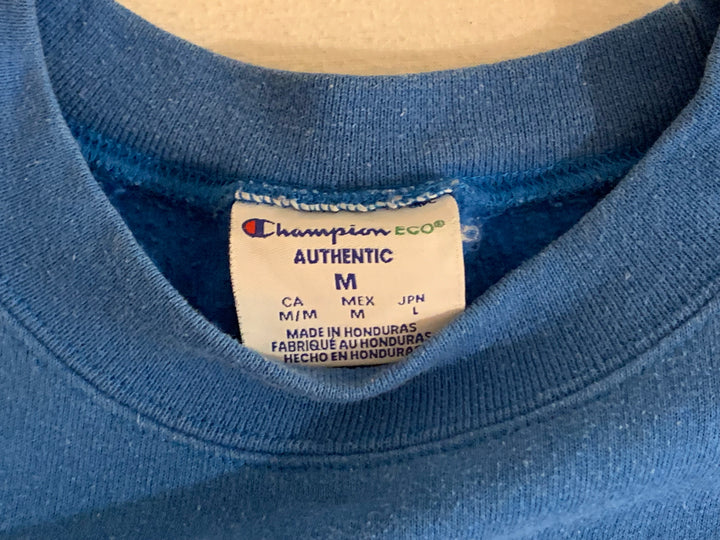 Champion ECO®
AUTHENTIC
M
CA MEX JPN
M/M M L
MADE IN HONDURAS
FABRIQUÉ AU HONDURAS
HECHO EN HONDURAS